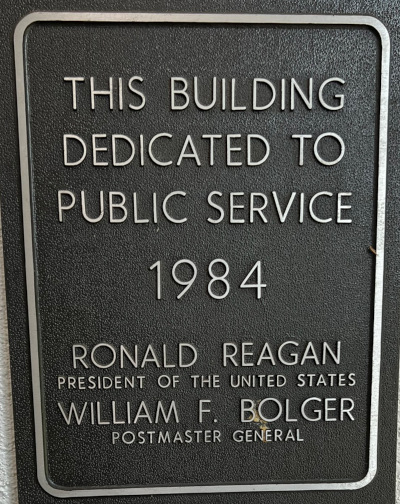 THIS BUILDING
DEDICATED TO
PUBLIC SERVICE
1984
RONALD REAGAN
PRESIDENT OF THE UNITED STATES
WILLIAM F. BOLGER
POSTMASTER GENERAL